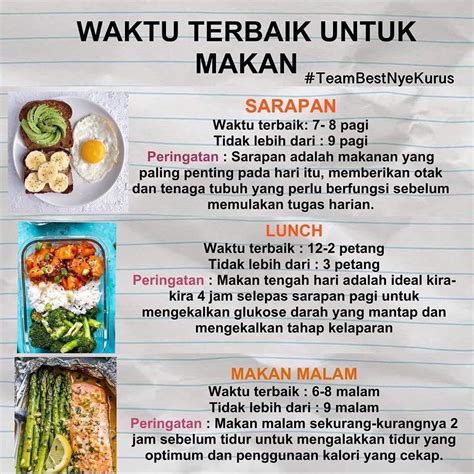 WAKTU TERBAIK UNTUK
MAKAN
#TeamBestNyeKurus
SARAPAN
Waktu terbaik: 7- 8 pagi
Tidak lebih dari : 9 pagi
Peringatan : Sarapan adalah makanan yang
paling penting pada hari itu, memberikan otak
dan tenaga tubuh yang perlu berfungsi sebelum
memulakan tugas harian.
LUNCH
Waktu terbaik : 12-2 petang
Tidak lebih dari : 3 petang
Peringatan : Makan tengah hari adalah ideal kira-
kira 4 jam selepas sarapan pagi untuk
mengekalkan glukose darah yang mantap dan
mengekalkan tahap kelaparan
MAKAN MALAM
Waktu terbaik : 6-8 malam
Tidak lebih dari : 9 malam
Peringatan : Makan malam sekurang-kurangnya 2
jam sebelum tidur untuk mengalakkan tidur yang
optimum dan penggunaan kalori yang cekap.